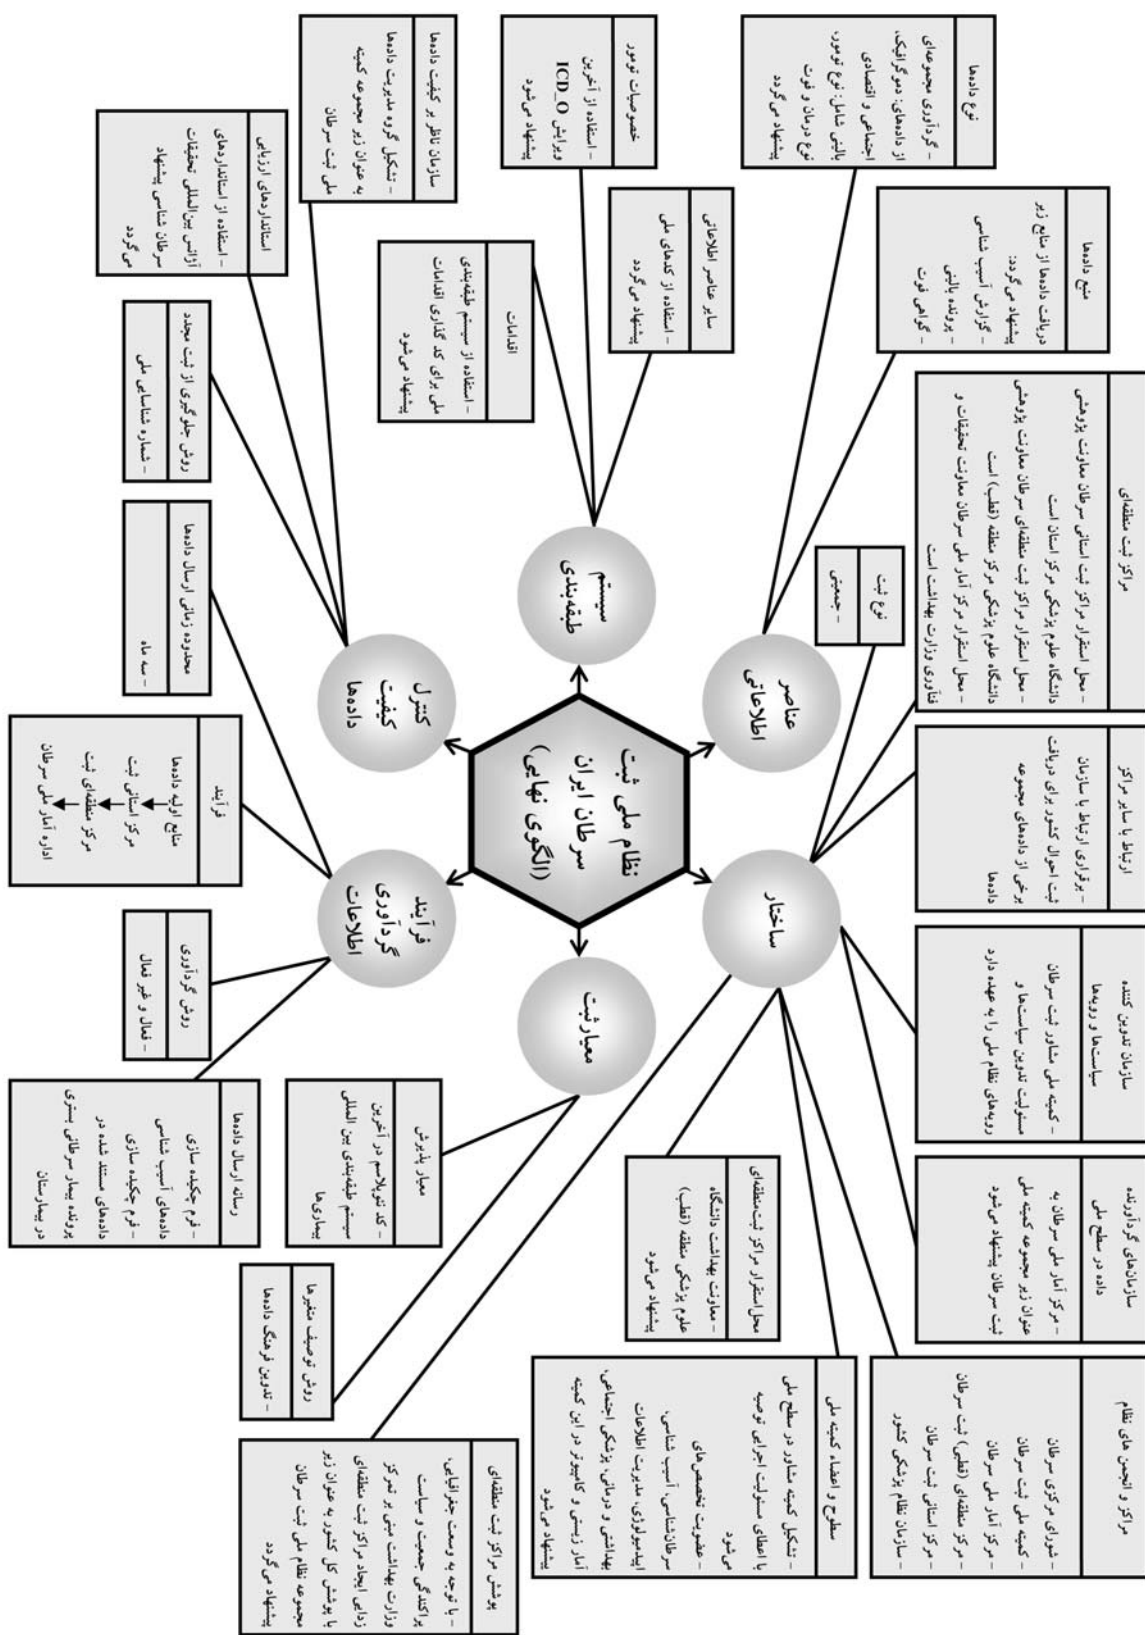 نظام ملی ثبت
سرطان ایران
(الگوی نهایی)
عناصر
اطلاعاتی
نوع داده‌ها
– گردآوری مجموعه‌ای
از داده‌های: دموگرافیک،
اجتماعی و اقتصادی
بالینی شامل: نوع تومور،
نوع درمان و فوت
پیشنهاد می‌گردد
منبع داده‌ها
دریافت داده‌ها از منابع زیر
پیشنهاد می‌گردد:
– گزارش آسیب شناسی
– پرونده بالینی
– گواهی فوت
سیستم
طبقه‌بندی
خصوصیات تومور
– استفاده از آخرین
ویرایش ICD_O
پیشنهاد می‌شود
سایر عناصر اطلاعاتی
– استفاده از کدهای ملی
پیشنهاد می‌گردد
اقدامات
– استفاده از سیستم طبقه‌بندی
ملی برای کد گذاری اقدامات
پیشنهاد می‌شود
کنترل
کیفیت
داده‌ها
سازمان ناظر بر کیفیت داده‌ها
– تشکیل گروه مدیریت داده‌ها
به عنوان زیر مجموعه کمیته
ملی ثبت سرطان
استانداردهای ارزیابی
– استفاده از استانداردهای
آژانس بین‌المللی تحقیقات
سرطان شناسی پیشنهاد
می‌گردد
روش جلوگیری از ثبت مجدد
– شماره شناسایی ملی
فرآیند
گردآوری
اطلاعات
محدوده زمانی ارسال داده‌ها
– سه ماه
فرآیند
منابع اولیه داده‌ها
مرکز استانی ثبت
مرکز منطقه‌ای ثبت
اداره آمار ملی سرطان
روش گردآوری
– فعال و غیر فعال
رسانه ارسال داده‌ها
– فرم چکیده سازی
داده‌های آسیب شناسی
– فرم چکیده سازی
داده‌های مستند شده در
پرونده بیمار سرطانی بستری
در بیمارستان
معیار ثبت
معیار پذیرش
– کد نئوپلاسم در آخرین
سیستم طبقه‌بندی بین المللی
بیماری‌ها
روش توصیف متغیرها
– تدوین فرهنگ داده‌ها
ساختار
نوع ثبت
– جمعیتی
مراکز ثبت منطقه‌ای
– محل استقرار مراکز ثبت استانی سرطان معاونت پژوهشی
دانشگاه علوم پزشکی مرکز استان است
– محل استقرار مراکز ثبت منطقه‌ای سرطان معاونت پژوهشی
دانشگاه علوم پزشکی مرکز منطقه (قطب) است
– محل استقرار مرکز آمار ملی سرطان معاونت تحقیقات و
فنآوری وزارت بهداشت است
ارتباط با سایر مراکز
– برقراری ارتباط با سازمان
ثبت احوال کشور برای دریافت
برخی از داده‌های مجموعه
داده‌ها
سازمان تدوین کننده
سیاست‌ها و رویه‌ها
– کمیته ملی مشاور ثبت سرطان
مسئولیت تدوین سیاست‌ها و
رویه‌های نظام ملی را به عهده دارد
سازمان‌های گردآورنده
داده در سطح ملی
– مرکز آمار ملی سرطان به
عنوان زیر مجموعه کمیته ملی
ثبت سرطان پیشنهاد می‌شود
مراکز و انجمن های نظام
– شورای مرکزی سرطان
– کمیته ملی ثبت سرطان
– مرکز آمار ملی سرطان
– مرکز منطقه‌ای (قطبی) ثبت سرطان
– مرکز استانی ثبت سرطان
– سازمان نظام پزشکی کشور
سطوح و اعضاء کمیته ملی
– تشکیل کمیته مشاور در سطح ملی
با اعطای مسئولیت اجرایی توصیه
می‌شود
– عضویت تخصص‌های
سرطان‌شناسی، آسیب شناسی،
اپیدمیولوژی، مدیریت اطلاعات
بهداشتی و درمانی، پزشکی اجتماعی،
آمار زیستی و کامپیوتر در این کمیته
پیشنهاد می‌شود
محل استقرار مراکز ثبت‌منطقه‌ای
– معاونت بهداشت دانشگاه
علوم پزشکی منطقه (قطب)
پیشنهاد می‌شود
پوشش مراکز ثبت منطقه‌ای
– با توجه به وسعت جغرافیایی،
پراکندگی جمعیت و سیاست
وزارت بهداشت مبنی بر تمرکز
زدایی ایجاد مراکز ثبت منطقه‌ای
با پوشش کل کشور به عنوان زیر
مجموعه نظام ملی ثبت سرطان
پیشنهاد می‌گردد